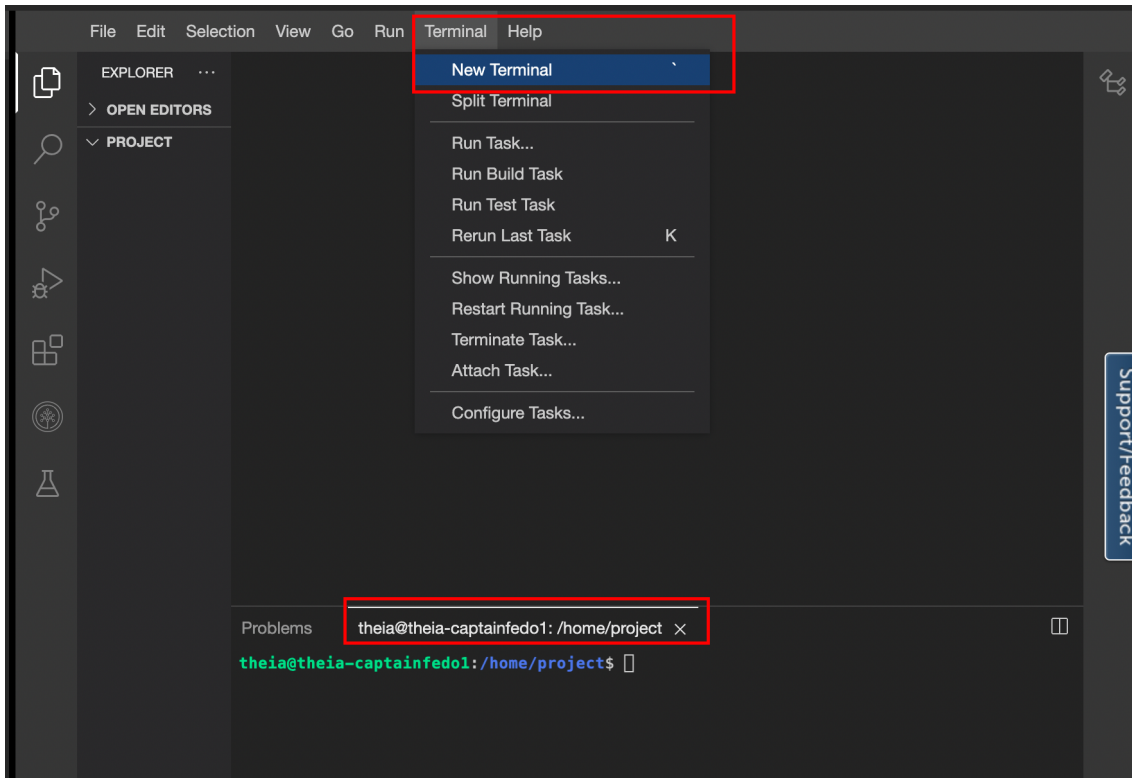 File Edit Selection View Go Run Terminal Help
EXPLORER ···
OPEN EDITORS
PROJECT
New Terminal `
Split Terminal
Run Task...
Run Build Task
Run Test Task
Rerun Last Task K
Show Running Tasks...
Restart Running Task...
Terminate Task...
Attach Task...
Configure Tasks...
Support/Feedback
Problems theia@theia-captainfedo1: /home/project ×
theia@theia-captainfedo1:/home/project$